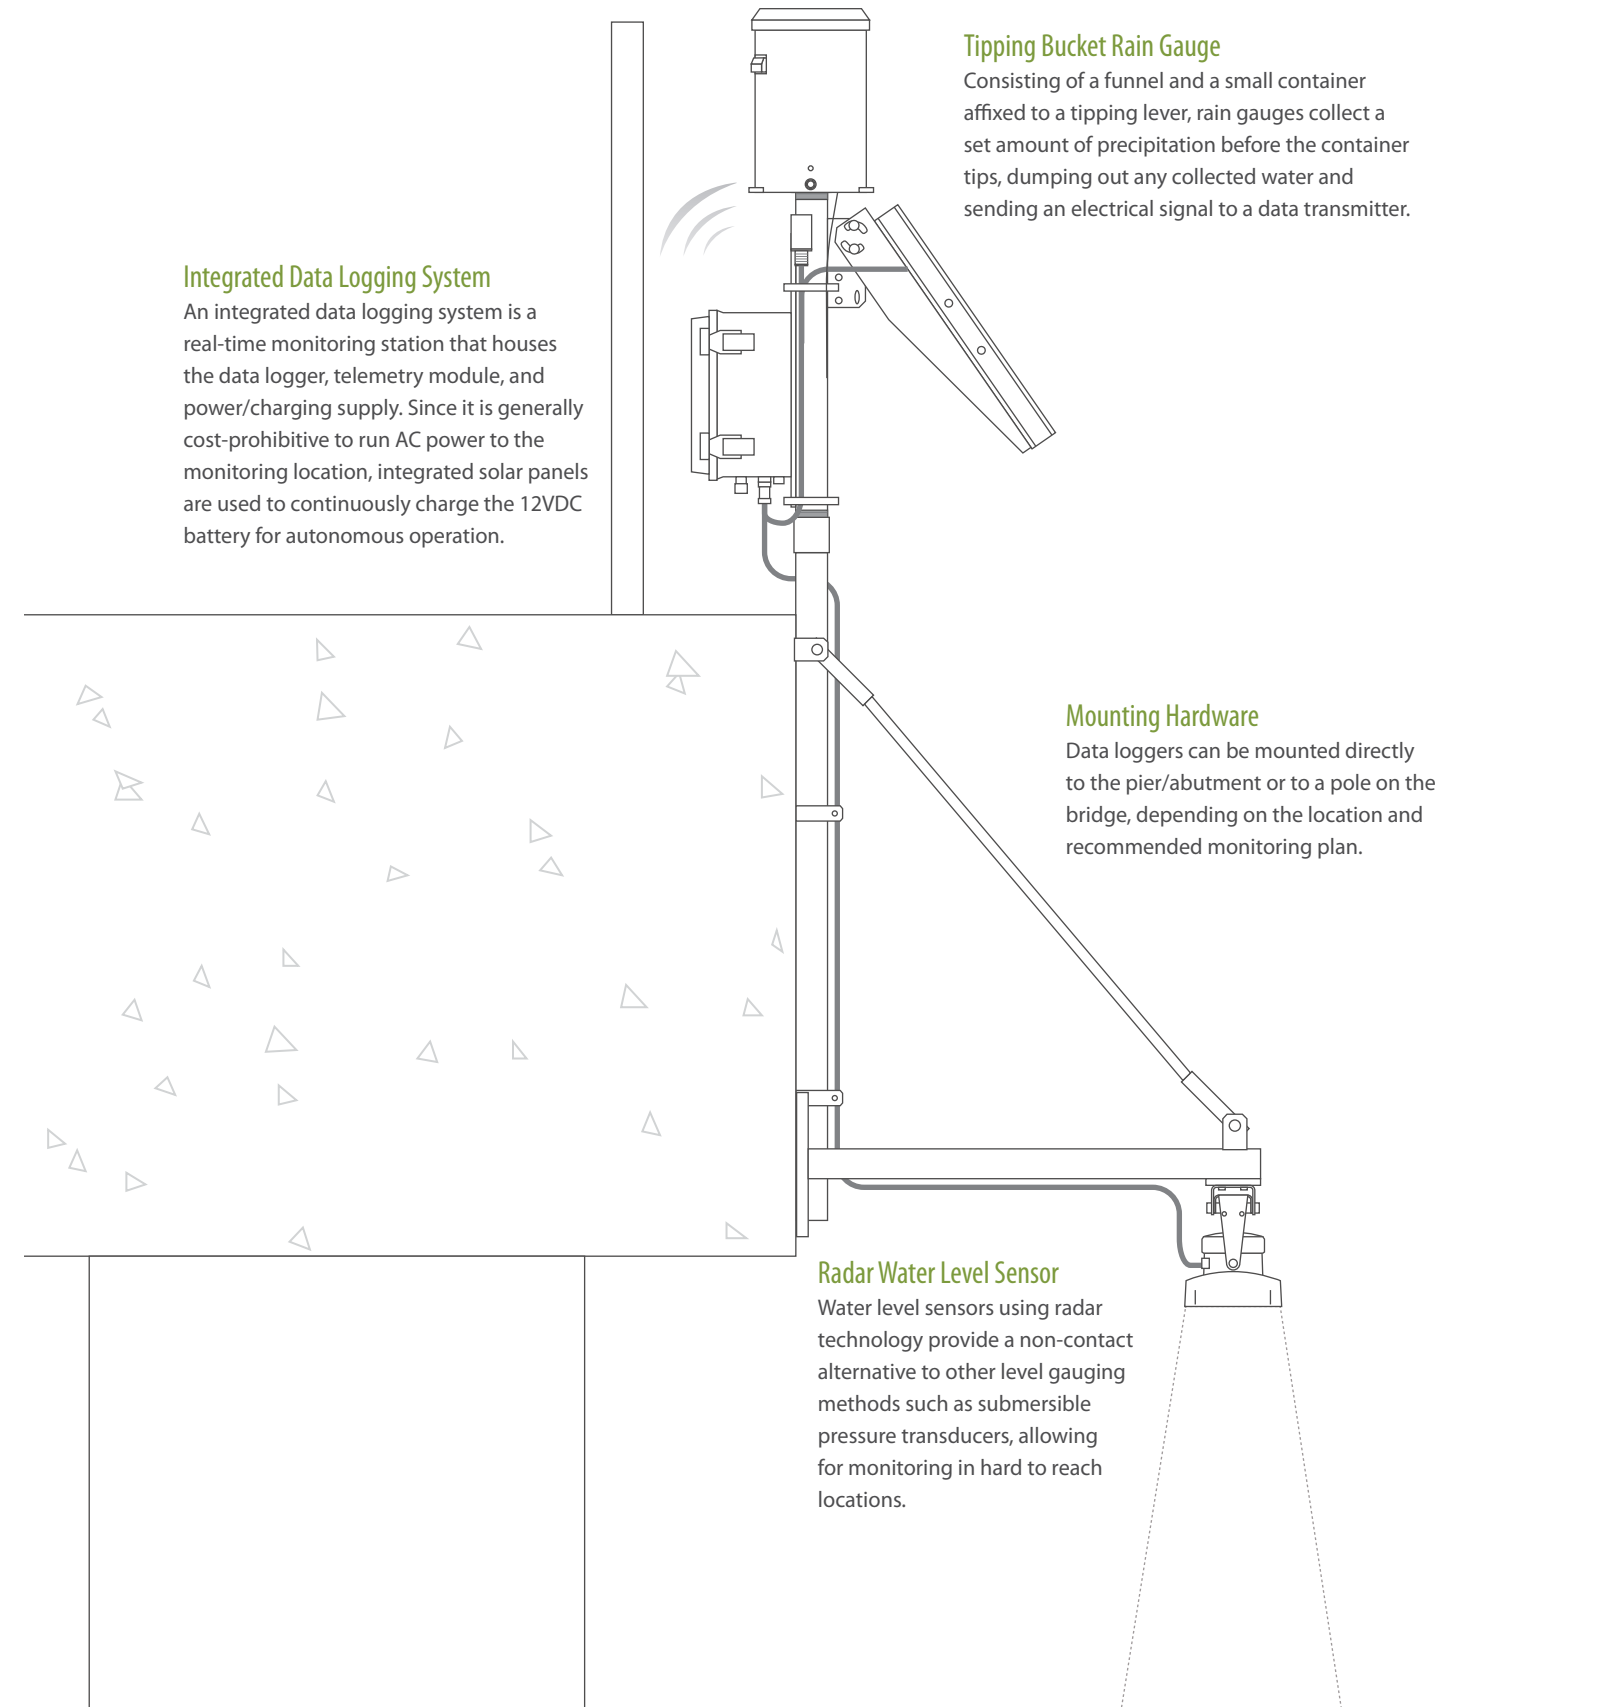 Tipping Bucket Rain Gauge
Consisting of a funnel and a small container
affixed to a tipping lever, rain gauges collect a
set amount of precipitation before the container
tips, dumping out any collected water and
sending an electrical signal to a data transmitter.
Integrated Data Logging System
An integrated data logging system is a
real-time monitoring station that houses
the data logger, telemetry module, and
power/charging supply. Since it is generally
cost-prohibitive to run AC power to the
monitoring location, integrated solar panels
are used to continuously charge the 12VDC
battery for autonomous operation.
Mounting Hardware
Data loggers can be mounted directly
to the pier/abutment or to a pole on the
bridge, depending on the location and
recommended monitoring plan.
Radar Water Level Sensor
Water level sensors using radar
technology provide a non-contact
alternative to other level gauging
methods such as submersible
pressure transducers, allowing
for monitoring in hard to reach
locations.